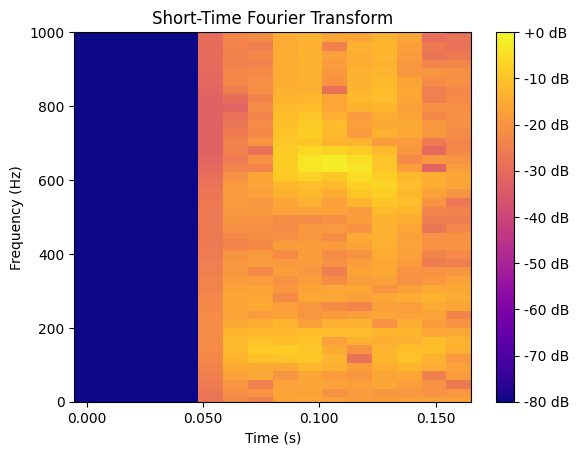 Short-Time Fourier Transform
1000
800
600
400
200
0
Frequency (Hz)
0.000
0.050
0.100
0.150
Time (s)
+0 dB
-10 dB
-20 dB
-30 dB
-40 dB
-50 dB
-60 dB
-70 dB
-80 dB